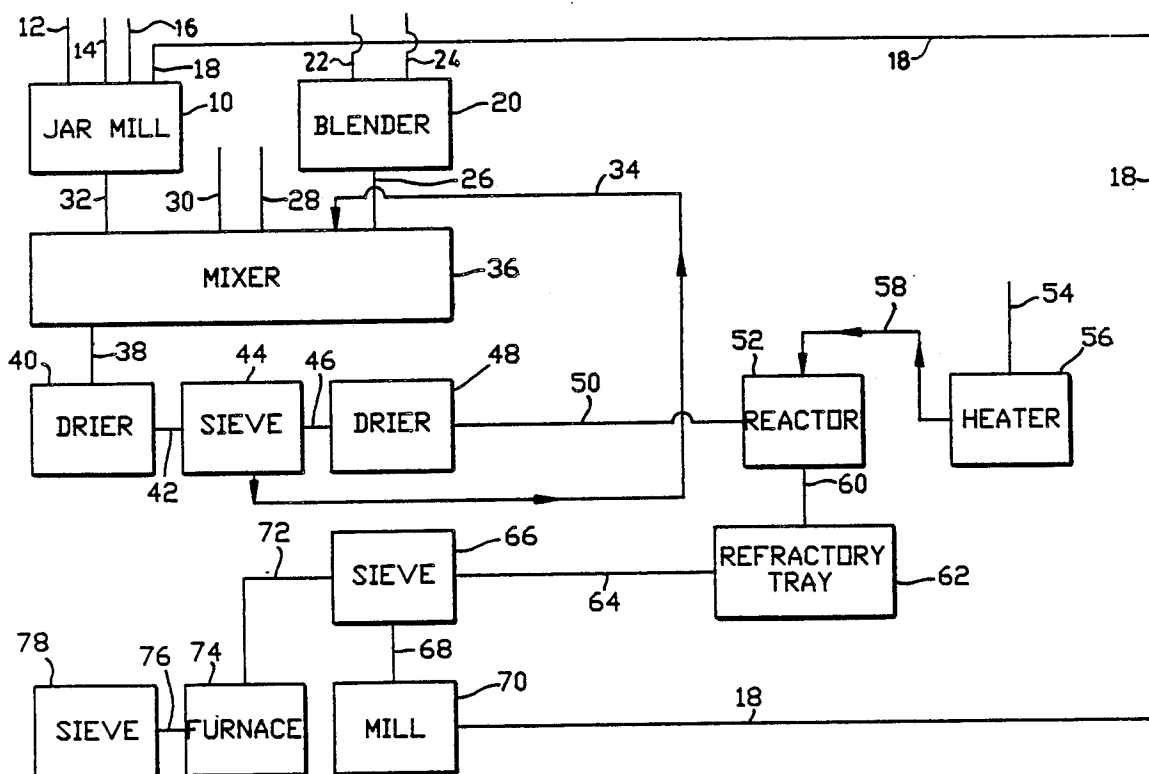 12
14
16
18
22
24
18
10
JAR MILL
20
BLENDER
32
30
28
26
34
18
MIXER
36
38
40
DRIER
42
44
SIEVE
46
48
DRIER
50
52
REACTOR
58
54
56
HEATER
60
REFRACTORY
TRAY
62
64
66
SIEVE
72
68
70
MILL
18
74
FURNACE
76
78
SIEVE